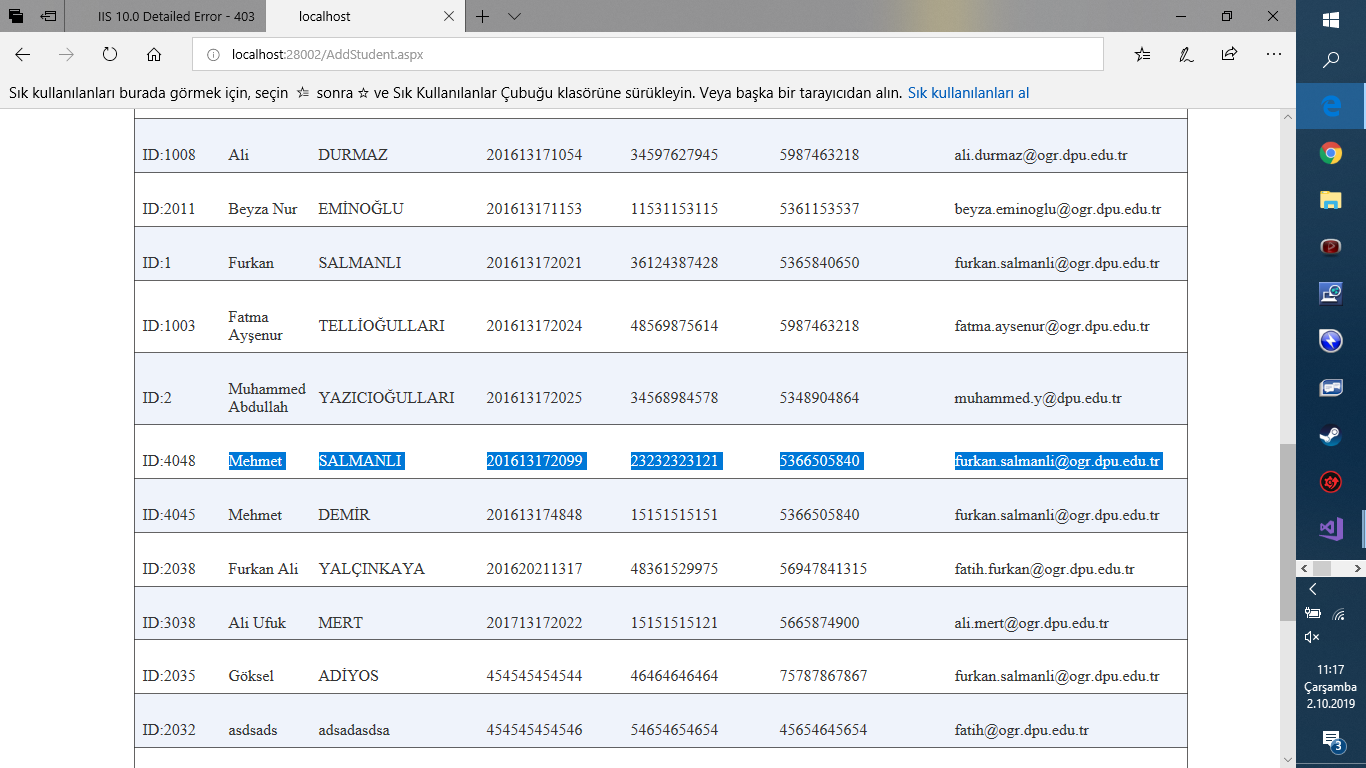 IIS 10.0 Detailed Error - 403
localhost
localhost:28002/AddStudent.aspx
Sık kullanılanları burada görmek için, seçin sonra ve Sık Kullanılanlar Çubuğu klasörüne sürükleyin. Veya başka bir tarayıcıdan alın. Sık kullanılanları al
ID:1008 Ali DURMAZ 201613171054 34597627945 5987463218 ali.durmaz@ogr.dpu.edu.tr
ID:2011 Beyza Nur EMİNOĞLU 201613171153 11531153115 5361153537 beyza.eminoglu@ogr.dpu.edu.tr
ID:1 Furkan SALMANLI 201613172021 36124387428 5365840650 furkan.salmanli@ogr.dpu.edu.tr
ID:1003 Fatma Ayşenur TELLİOĞULLARI 201613172024 48569875614 5987463218 fatma.aysenur@ogr.dpu.edu.tr
ID:2 Muhammed Abdullah YAZICIOĞULLARI 201613172025 34568984578 5348904864 muhammed.y@dpu.edu.tr
ID:4048 Mehmet SALMANLI 201613172099 23232323121 5366505840 furkan.salmanli@ogr.dpu.edu.tr
ID:4045 Mehmet DEMİR 201613174848 15151515151 5366505840 furkan.salmanli@ogr.dpu.edu.tr
ID:2038 Furkan Ali YALÇINKAYA 201620211317 48361529975 56947841315 fatih.furkan@ogr.dpu.edu.tr
ID:3038 Ali Ufuk MERT 201713172022 15151515121 5665874900 ali.mert@ogr.dpu.edu.tr
ID:2035 Göksel ADİYOS 454545454544 46464646464 75787867867 furkan.salmanli@ogr.dpu.edu.tr
ID:2032 asdsads adsadasdsa 454545454546 54654654654 45654645654 fatih@ogr.dpu.edu.tr
11:17
Çarşamba
2.10.2019
3